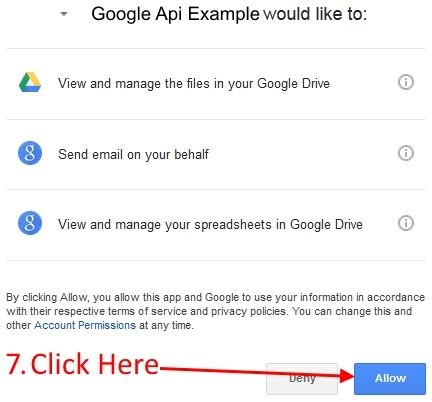 Google Api Example would like to:
View and manage the files in your Google Drive
g Send email on your behalf
g View and manage your spreadsheets in Google Drive
By clicking Allow, you allow this app and Google to use your information in accordance
with their respective terms of service and privacy policies. You can change this and
other Account Permissions at any time.
7. Click Here Deny Allow